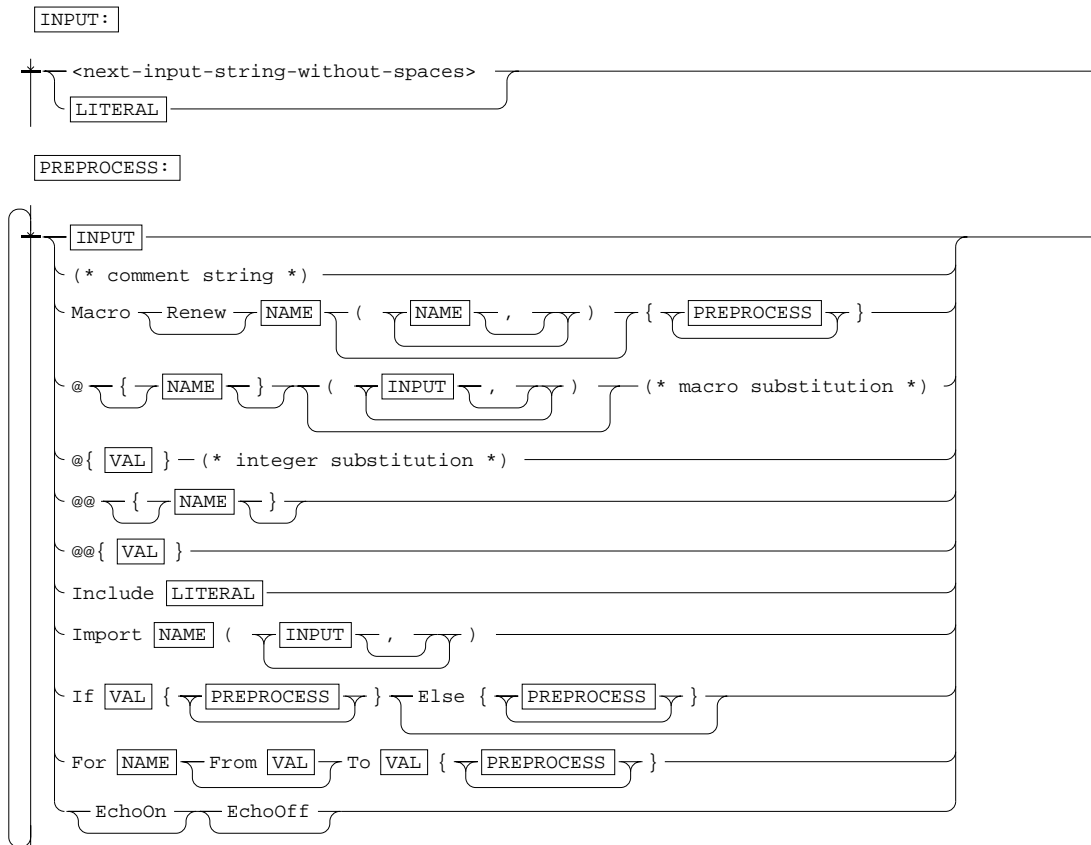 INPUT:
<next-input-string-without-spaces>
LITERAL
PREPROCESS:
INPUT
(* comment string *)
Macro Renew NAME ( NAME , ) { PREPROCESS }
@ { NAME } ( INPUT , ) (* macro substitution *)
@{ VAL } (* integer substitution *)
@@ { NAME }
@@{ VAL }
Include LITERAL
Import NAME ( INPUT , )
If VAL { PREPROCESS } Else { PREPROCESS }
For NAME From VAL To VAL { PREPROCESS }
EchoOn EchoOff